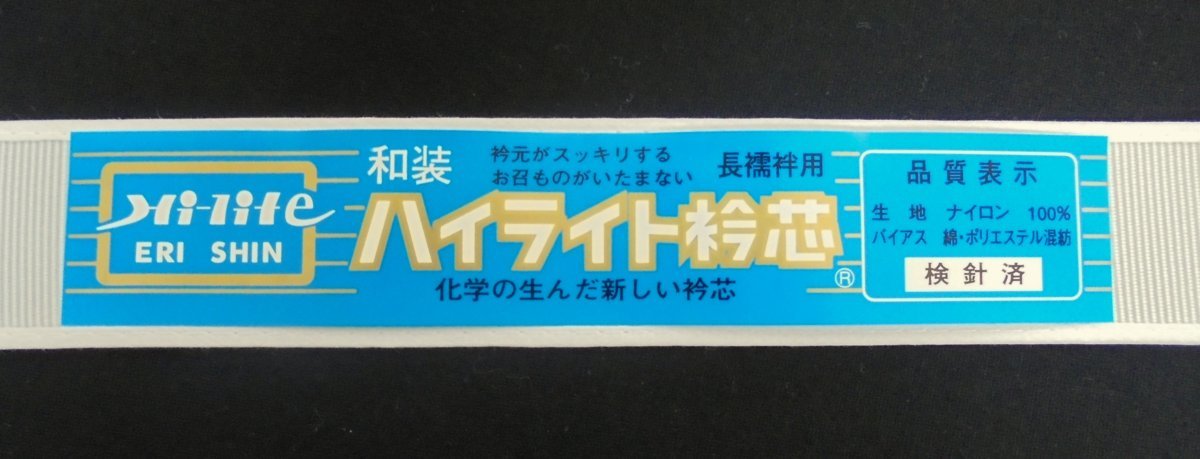 Hi-life
ERI SHIN
和装
衿元がスッキリする
お召ものがいたまない
長襦袢用
ハイライト衿芯®
化学の生んだ新しい衿芯
品質表示
生地 ナイロン 100%
バイアス 綿・ポリエステル混紡
検針済